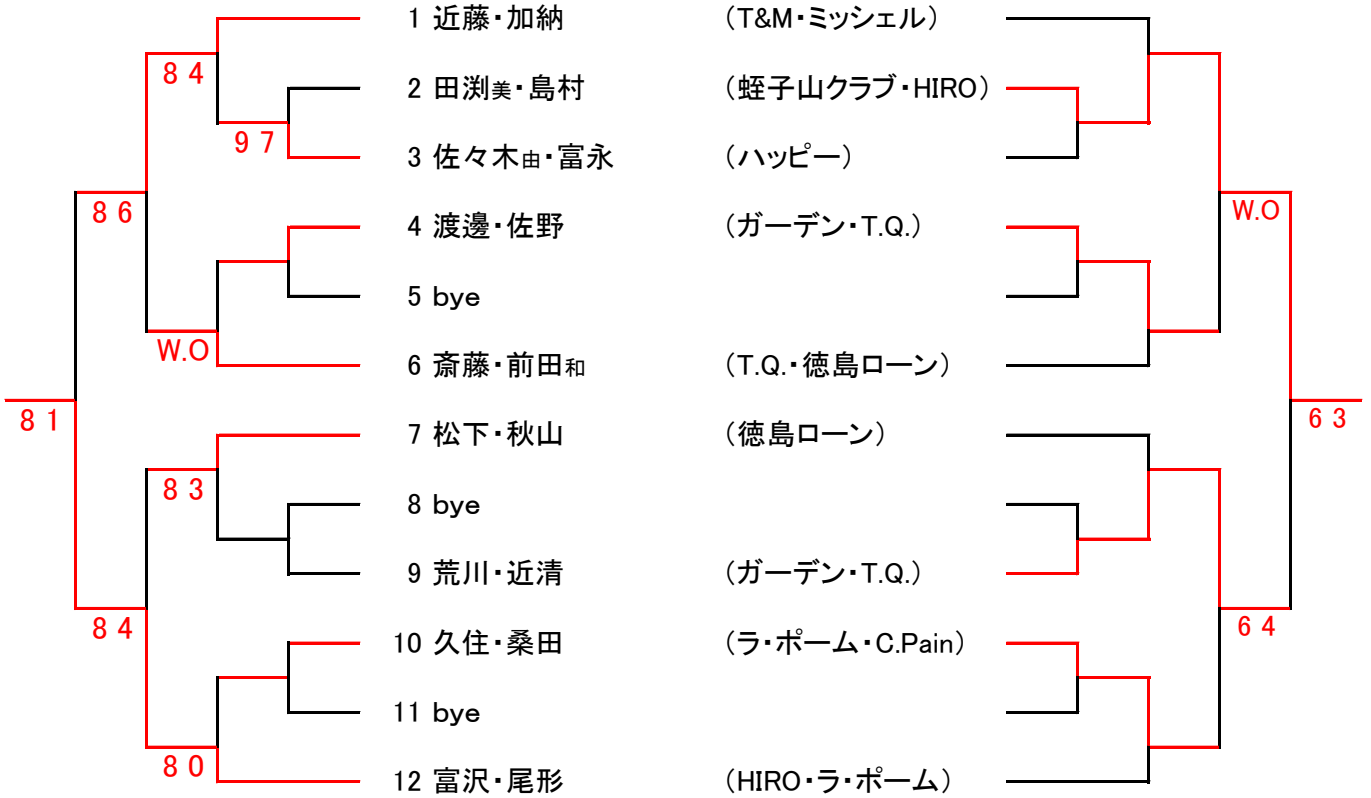 1 近藤・加納 （T&M・ミッシェル）
8 4
2 田渕美・島村 （蛭子山クラブ・HIRO）
9 7
3 佐々木由・富永 （ハッピー）
8 6
W.O
4 渡邊・佐野 （ガーデン・T.Q.）
5 bye
W.O
6 斎藤・前田和 （T.Q.・徳島ローン）
8 1
6 3
7 松下・秋山 （徳島ローン）
8 3
8 bye
9 荒川・近清 （ガーデン・T.Q.）
8 4
6 4
10 久住・桑田 （ラ・ポーム・C.Pain）
11 bye
8 0
12 富沢・尾形 （HIRO・ラ・ポーム）